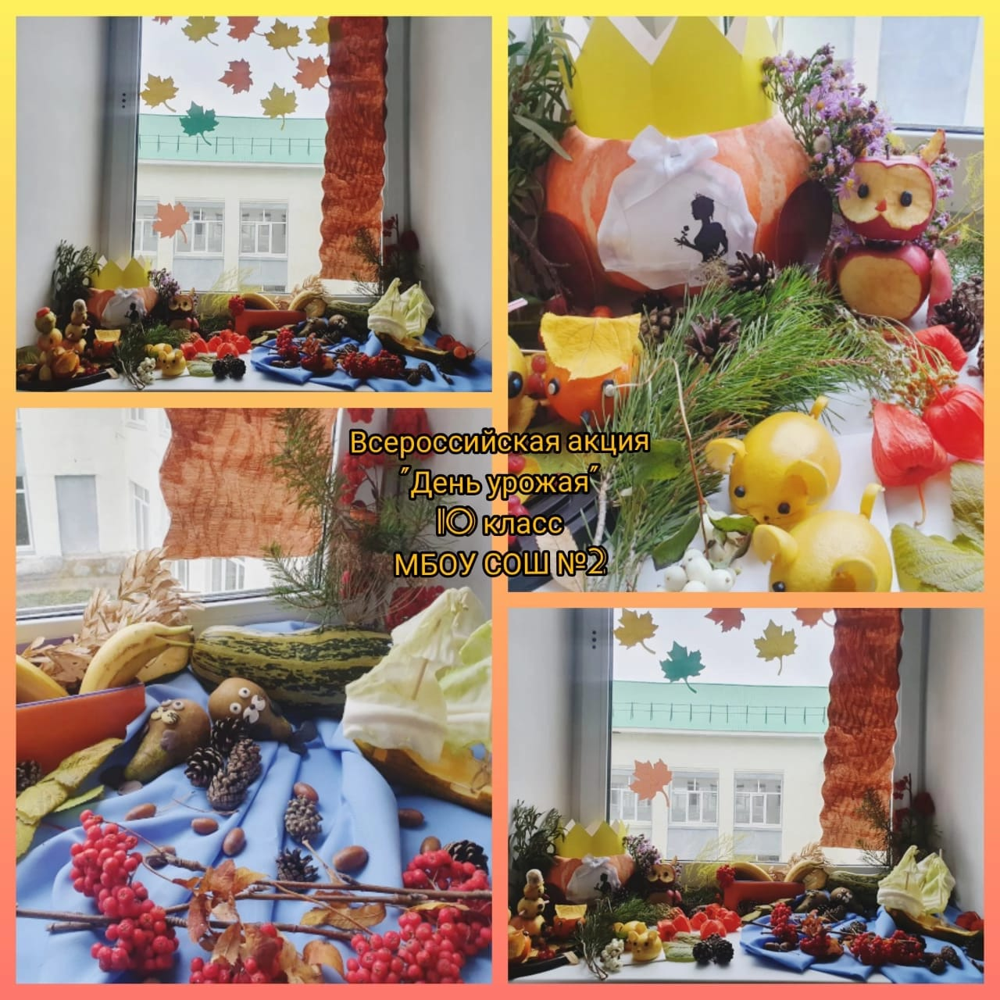 Всероссийская акция
"День урожая"
10 класс
МБОУ СОШ №2